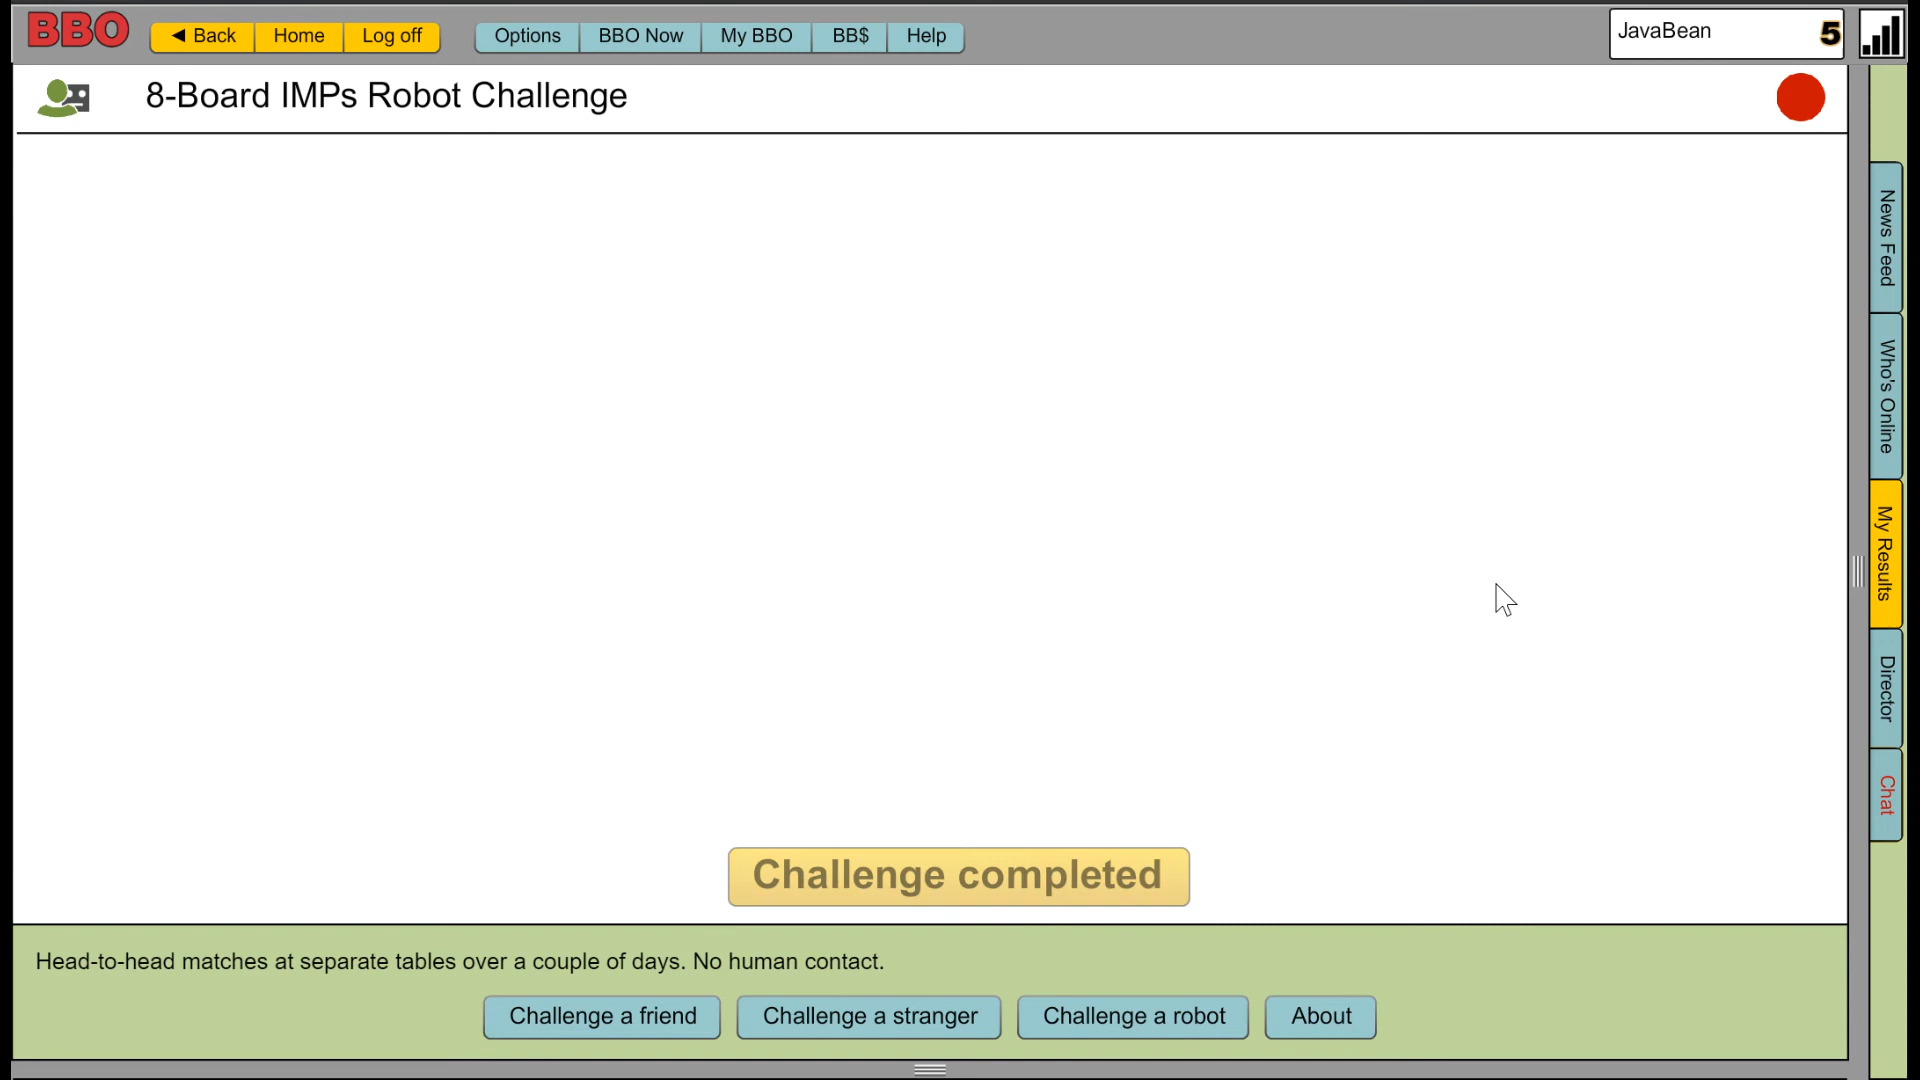 BBO
◄ Back Home Log off Options BBO Now My BBO BB$ Help JavaBean 5
8-Board IMPs Robot Challenge
News Feed
Who's Online
My Results
Director
Chat
Challenge completed
Head-to-head matches at separate tables over a couple of days. No human contact.
Challenge a friend Challenge a stranger Challenge a robot About